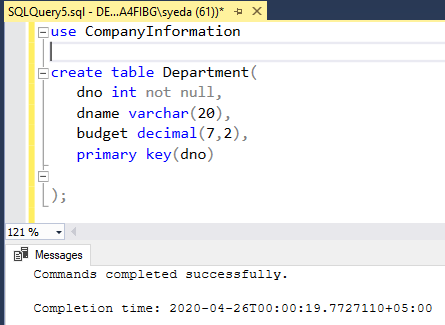 SQLQuery5.sql - DE...A4FIBG\syeda (61))*
use CompanyInformation
create table Department(
dno int not null,
dname varchar(20),
budget decimal(7,2),
primary key(dno)
);
121 %
Messages
Commands completed successfully.
Completion time: 2020-04-26T00:00:19.7727110+05:00